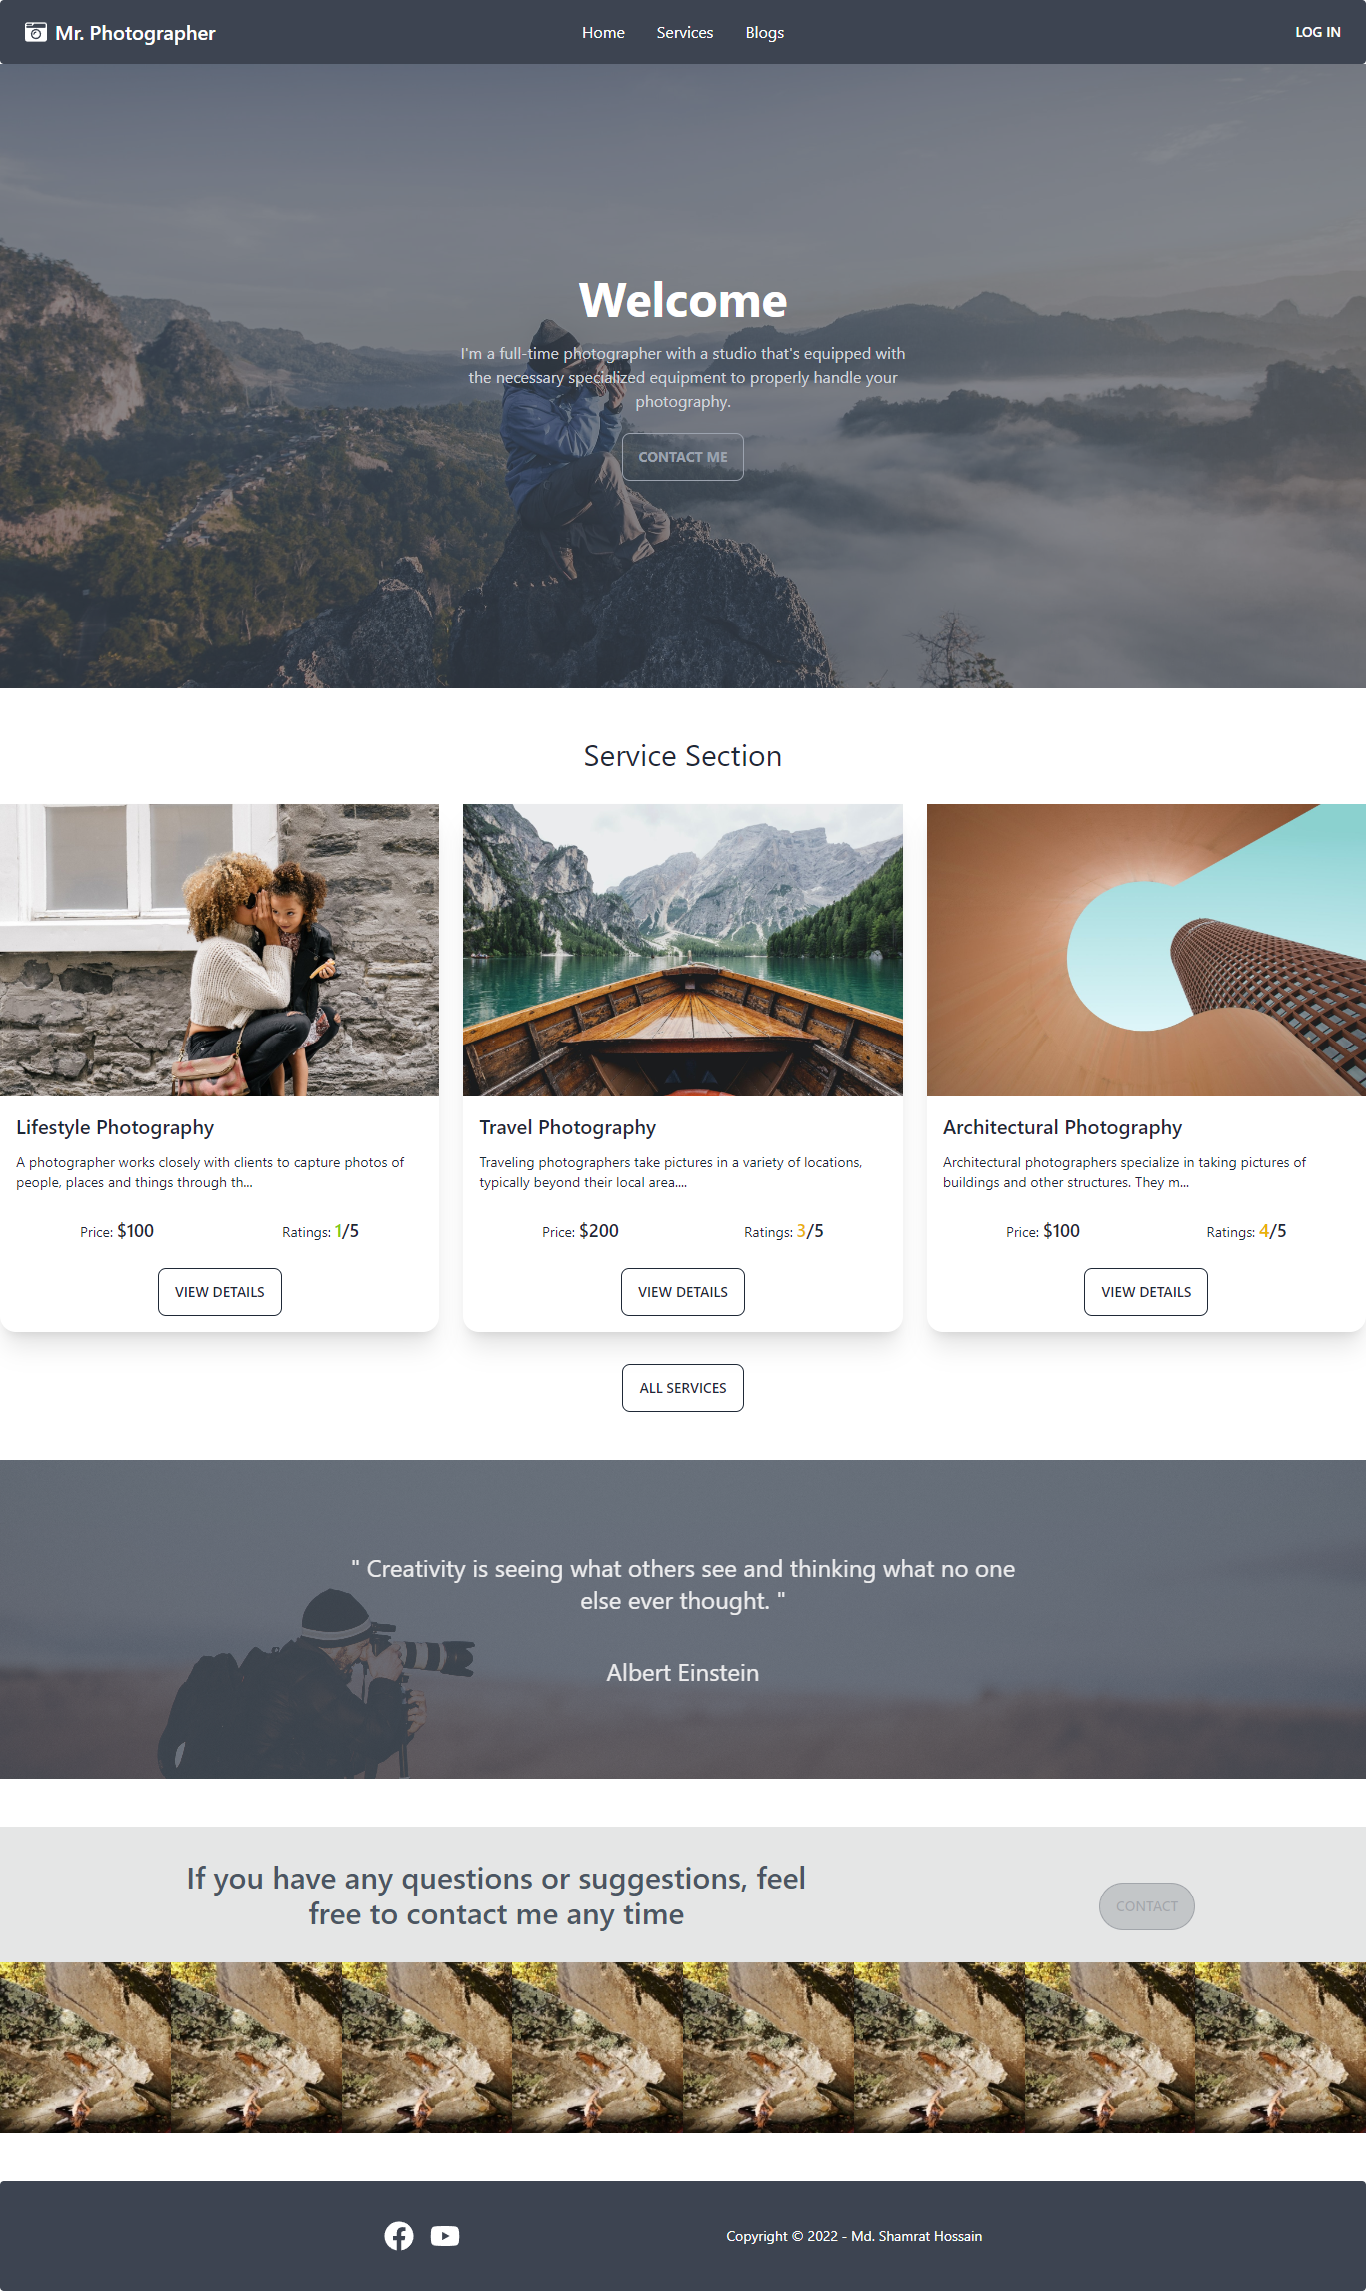 Mr. Photographer
Home
Services
Blogs
LOG IN
Welcome
I'm a full-time photographer with a studio that's equipped with
the necessary specialized equipment to properly handle your
photography.
CONTACT ME
Service Section
Lifestyle Photography
A photographer works closely with clients to capture photos of
people, places and things through th...
Price: $100
Ratings: 1/5
VIEW DETAILS
Travel Photography
Traveling photographers take pictures in a variety of locations,
typically beyond their local area....
Price: $200
Ratings: 3/5
VIEW DETAILS
Architectural Photography
Architectural photographers specialize in taking pictures of
buildings and other structures. They m...
Price: $100
Ratings: 4/5
VIEW DETAILS
ALL SERVICES
" Creativity is seeing what others see and thinking what no one
else ever thought. "
Albert Einstein
If you have any questions or suggestions, feel
free to contact me any time
CONTACT
Copyright © 2022 - Md. Shamrat Hossain